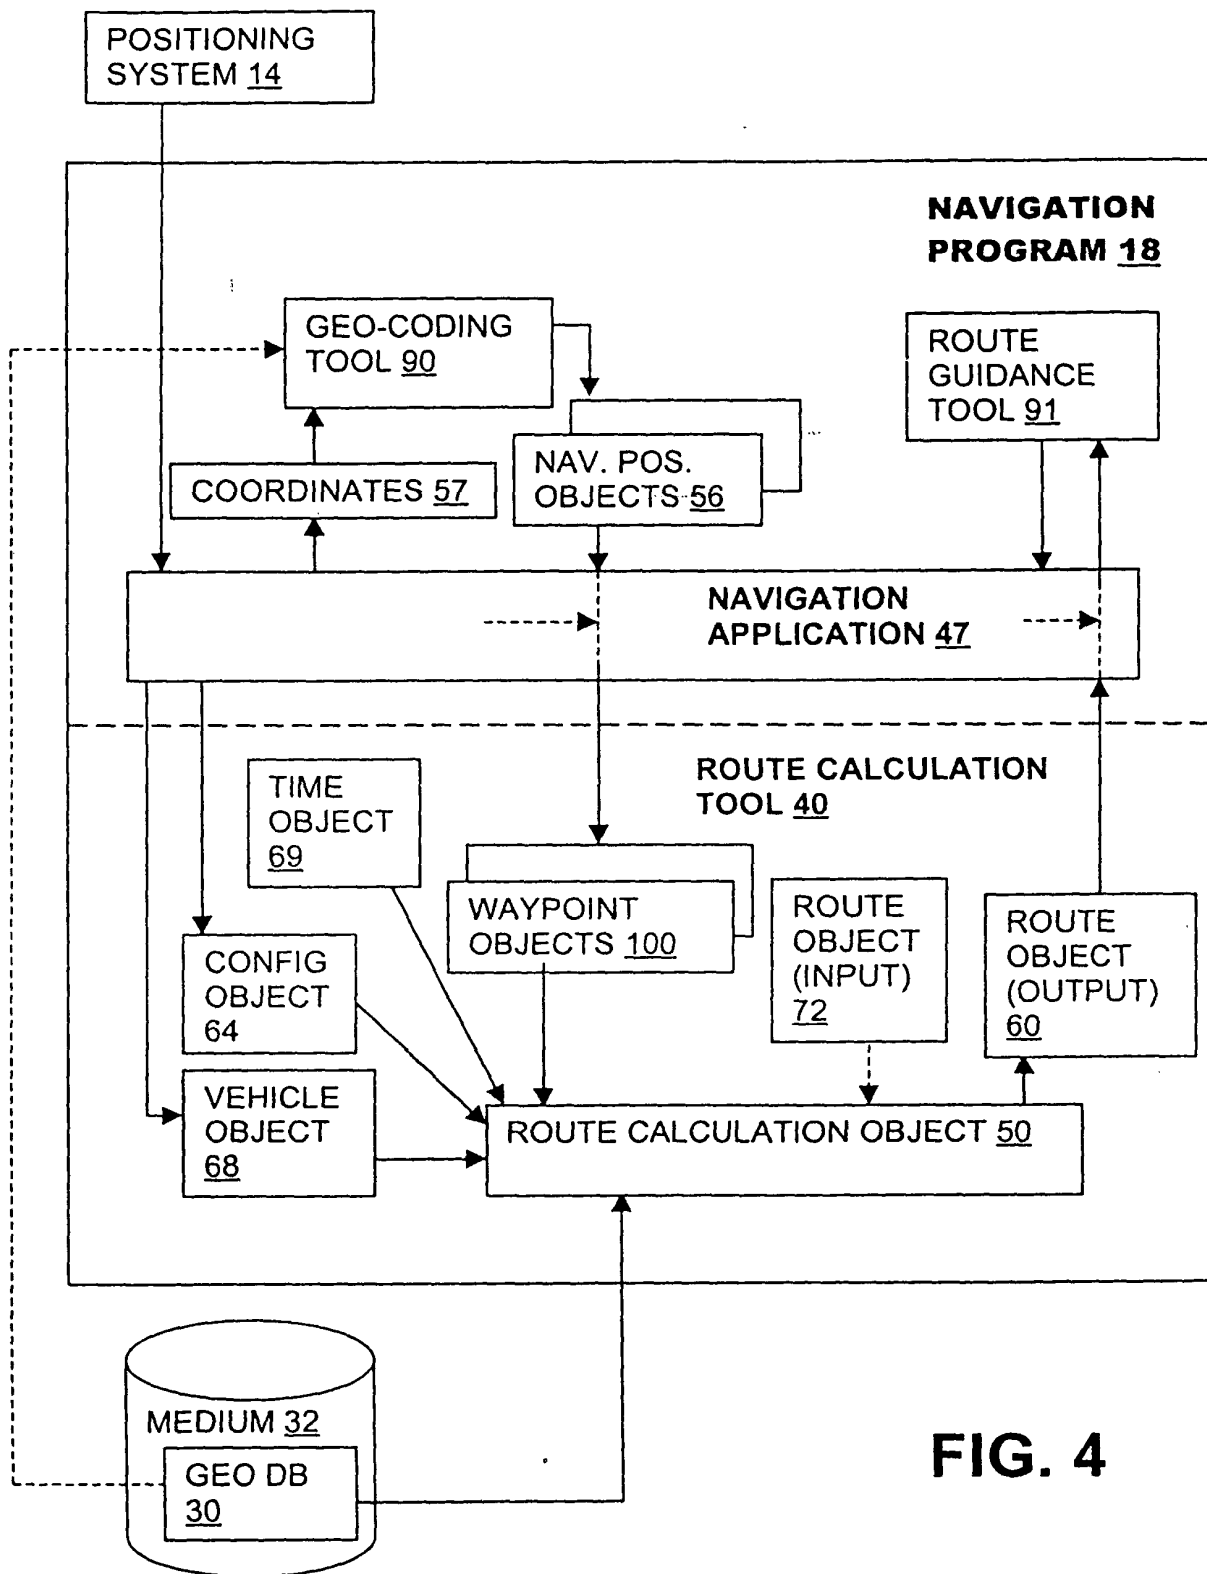 POSITIONING
SYSTEM 14
NAVIGATION
PROGRAM 18
GEO-CODING
TOOL 90
ROUTE
GUIDANCE
TOOL 91
COORDINATES 57
NAV. POS.
OBJECTS 56
NAVIGATION
APPLICATION 47
ROUTE CALCULATION
TOOL 40
TIME
OBJECT
69
WAYPOINT
OBJECTS 100
ROUTE
OBJECT
(INPUT)
72
ROUTE
OBJECT
(OUTPUT)
60
CONFIG
OBJECT
64
VEHICLE
OBJECT
68
ROUTE CALCULATION OBJECT 50
MEDIUM 32
GEO DB
30
FIG. 4